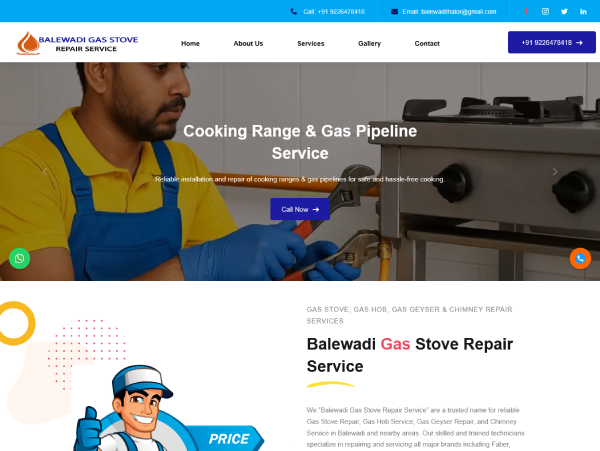 Call: +91 9226478418
Email: balewadithalor@gmail.com
BALEWADI GAS STOVE
REPAIR SERVICE
Home
About Us
Services
Gallery
Contact
+91 9226478418
Cooking Range & Gas Pipeline
Service
Reliable installation and repair of cooking ranges & gas pipelines for safe and hassle-free cooking.
Call Now
GAS STOVE, GAS HOB, GAS GEYSER & CHIMNEY REPAIR
SERVICES
Balewadi Gas Stove Repair
Service
We "Balewadi Gas Stove Repair Service" are a trusted name for reliable
Gas Stove Repair, Gas Hob Service, Gas Geyser Repair, and Chimney
Service in Balewadi and nearby areas. Our skilled and trained technicians
specialize in repairing and servicing all major brands including Faber,
PRICE